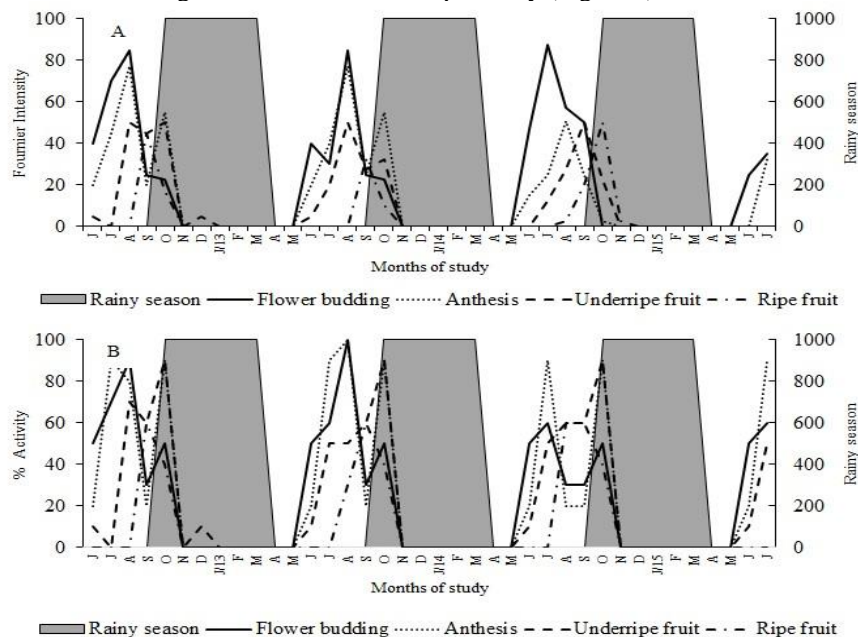 100
80
60
40
20
0
Fournier Intensity
A
1000
800
600
400
200
0
Rainy season
J J A S O N D J/13 F M A M J J A S O N D J/14 F M A M J J A S O N D J/15 F M A M J J
Months of study
Rainy season Flower budding Anthesis Underripe fruit Ripe fruit
100
80
60
40
20
0
% Activity
B
1000
800
600
400
200
0
Rainy season
J J A S O N D J/13 F M A M J J A S O N D J/14 F M A M J J A S O N D J/15 F M A M J J
Months of study
Rainy season Flower budding Anthesis Underripe fruit Ripe fruit